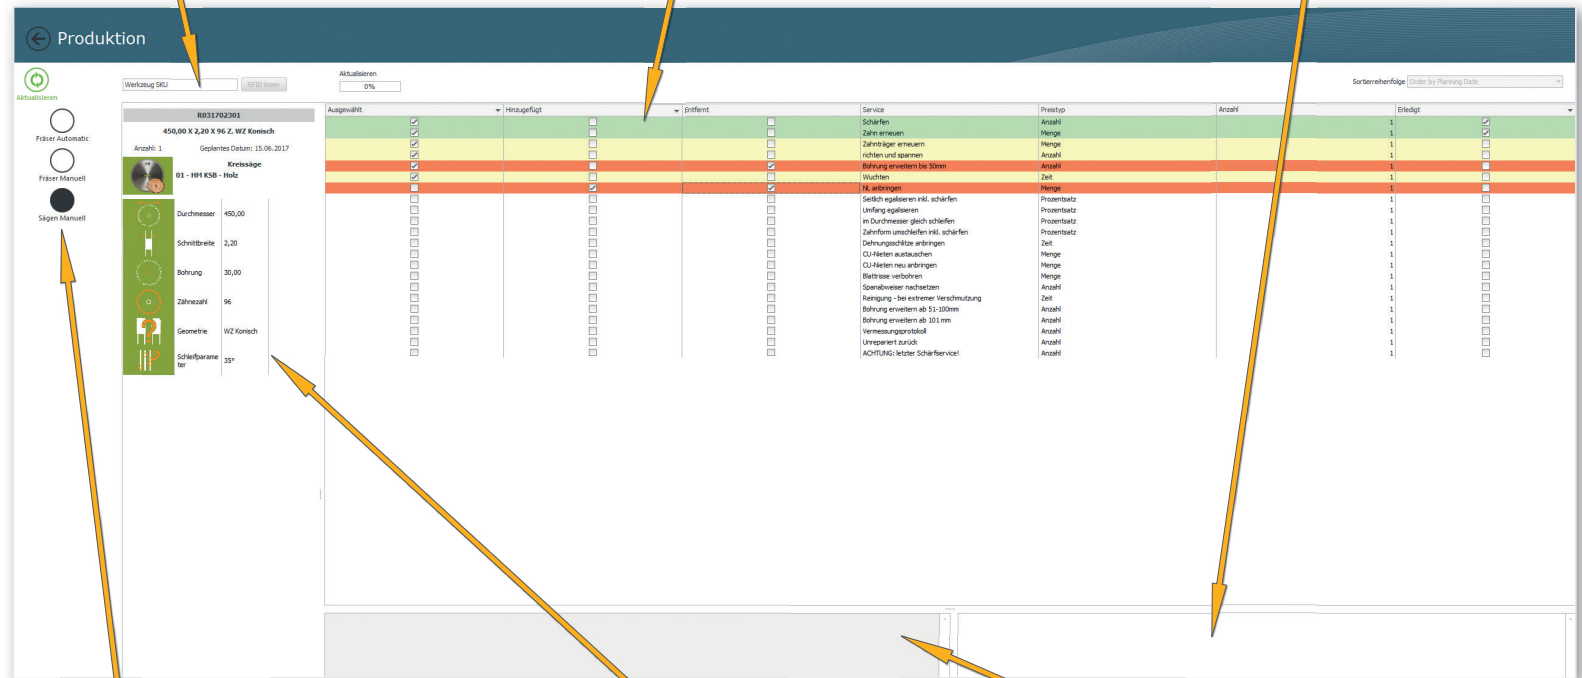 Produktion
Aktualisieren
Werkzeug SKU
RFID lesen
Aktualisieren
0%
Sortierreihenfolge Order by Planning Date
Fräser Automatic
Fräser Manuell
Sägen Manuell
R031702301
450,00 X 2,20 X 96 Z. WZ Konisch
Anzahl: 1 Geplantes Datum: 15.06.2017
Kreissäge
01 - HM KSB - Holz
Durchmesser 450,00
Schnittbreite 2,20
Bohrung 30,00
Zähnezahl 96
Geometrie WZ Konisch
Schleifparame
ter 35°
Ausgewählt Hinzugefügt Entfernt Service Preistyp Anzahl Erledigt
Schärfen Anzahl 1
Zahn erneuen Menge 1
Zahnträger erneuern Menge 1
richten und spannen Anzahl 1
Bohrung erweitern bis 50mm Anzahl 1
Wuchten Zeit 1
NL anbringen Menge 1
Seitlich egalisieren inkl. schärfen Prozentsatz 1
Umfang egalisieren Prozentsatz 1
im Durchmesser gleich schleifen Prozentsatz 1
Zahnform umschleifen inkl. schärfen Prozentsatz 1
Dehnungsschlitze anbringen Zeit 1
CU-Nieten austauschen Menge 1
CU-Nieten neu anbringen Menge 1
Blattrisse verbohren Menge 1
Spanabweiser nachsetzen Anzahl 1
Reinigung - bei extremer Verschmutzung Zeit 1
Bohrung erweitern ab 51-100mm Anzahl 1
Bohrung erweitern ab 101 mm Anzahl 1
Vermessungsprotokoll Anzahl 1
Unrepariert zurück Anzahl 1
ACHTUNG: letzter Schärfservice! Anzahl 1